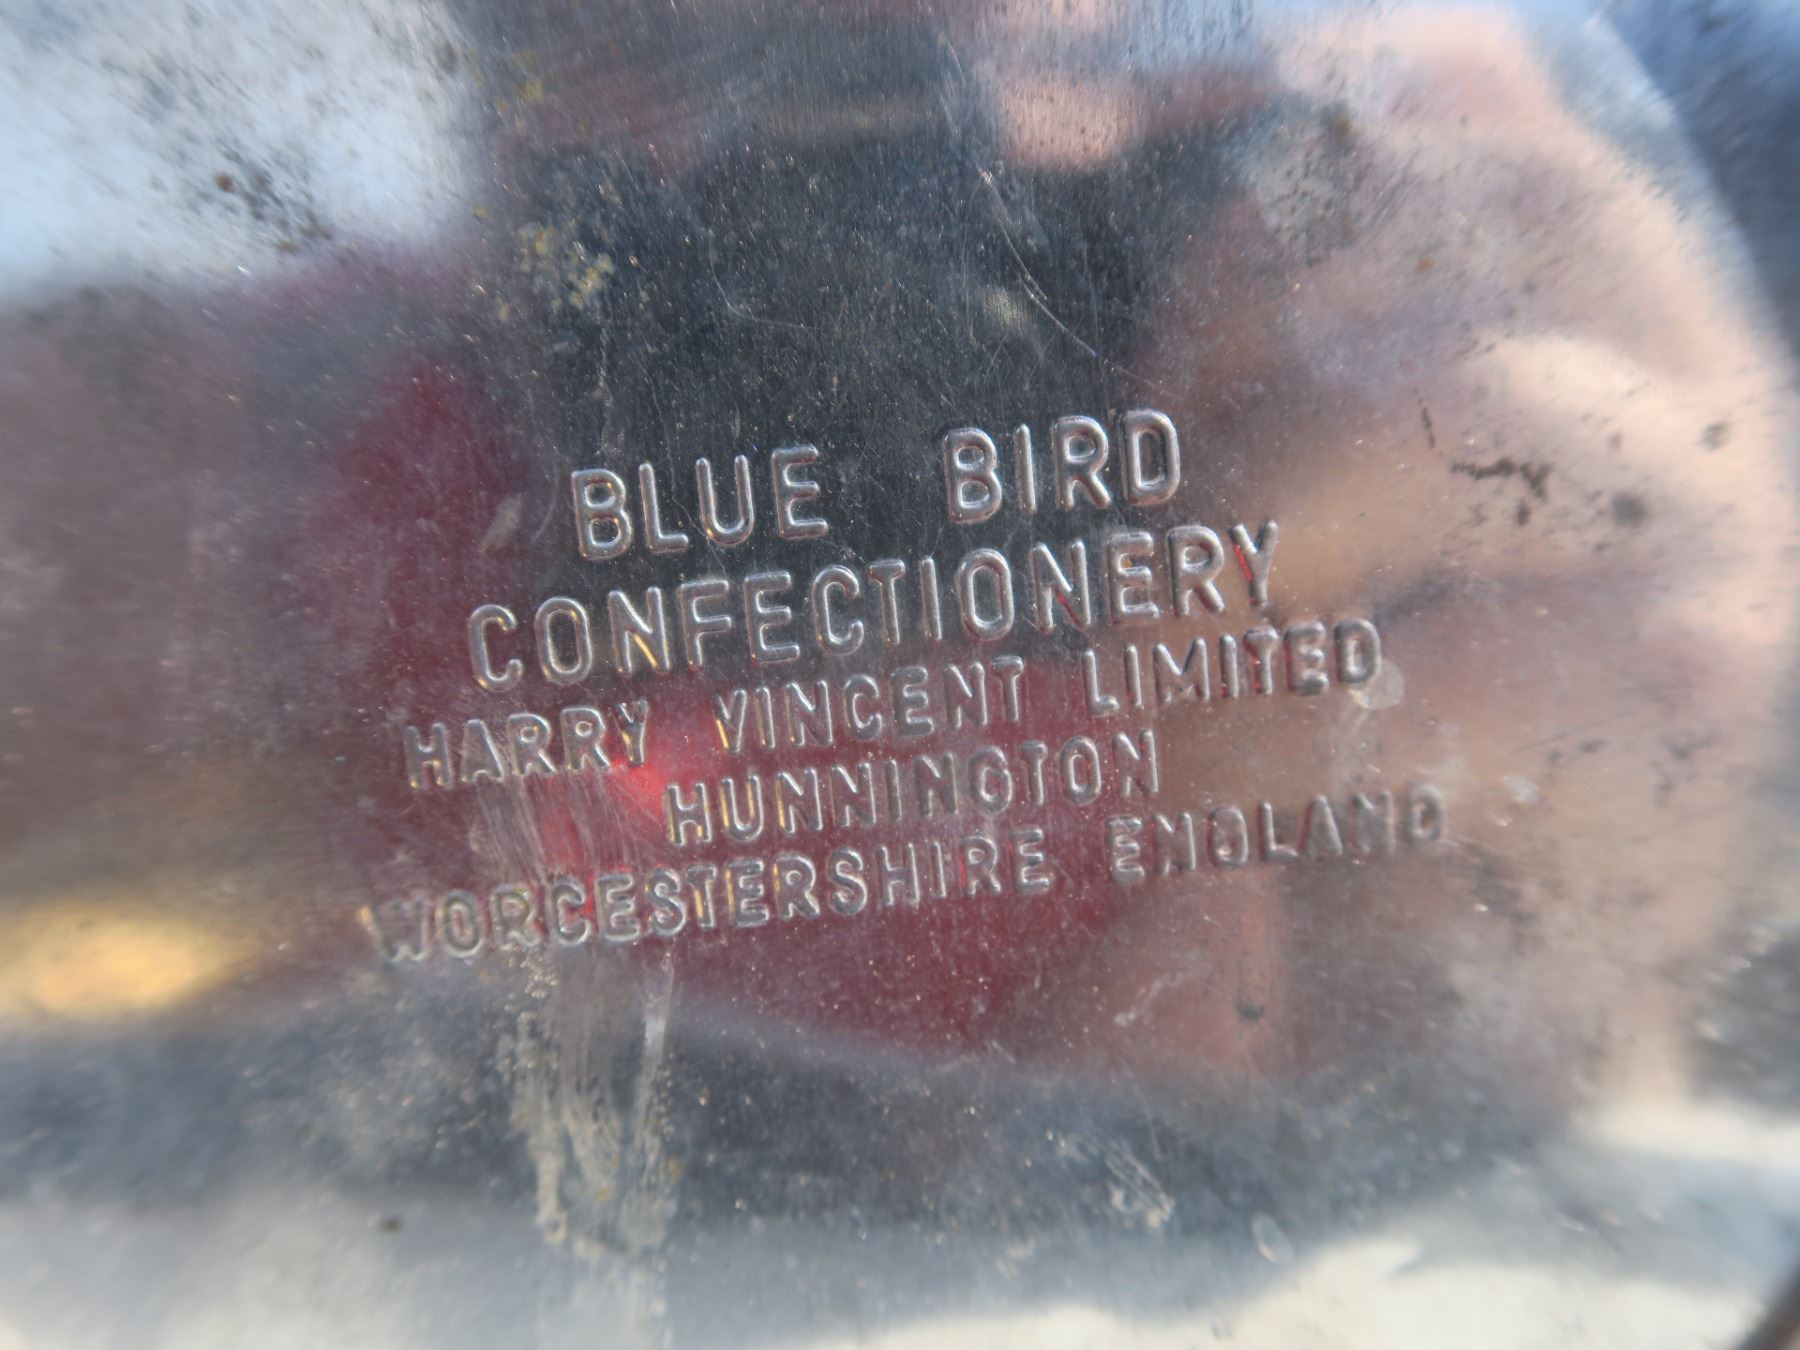 BLUE BIRD
CONFECTIONERY
HARRY VINCENT LIMITED
HUNNINGTON
WORCESTERSHIRE ENGLAND